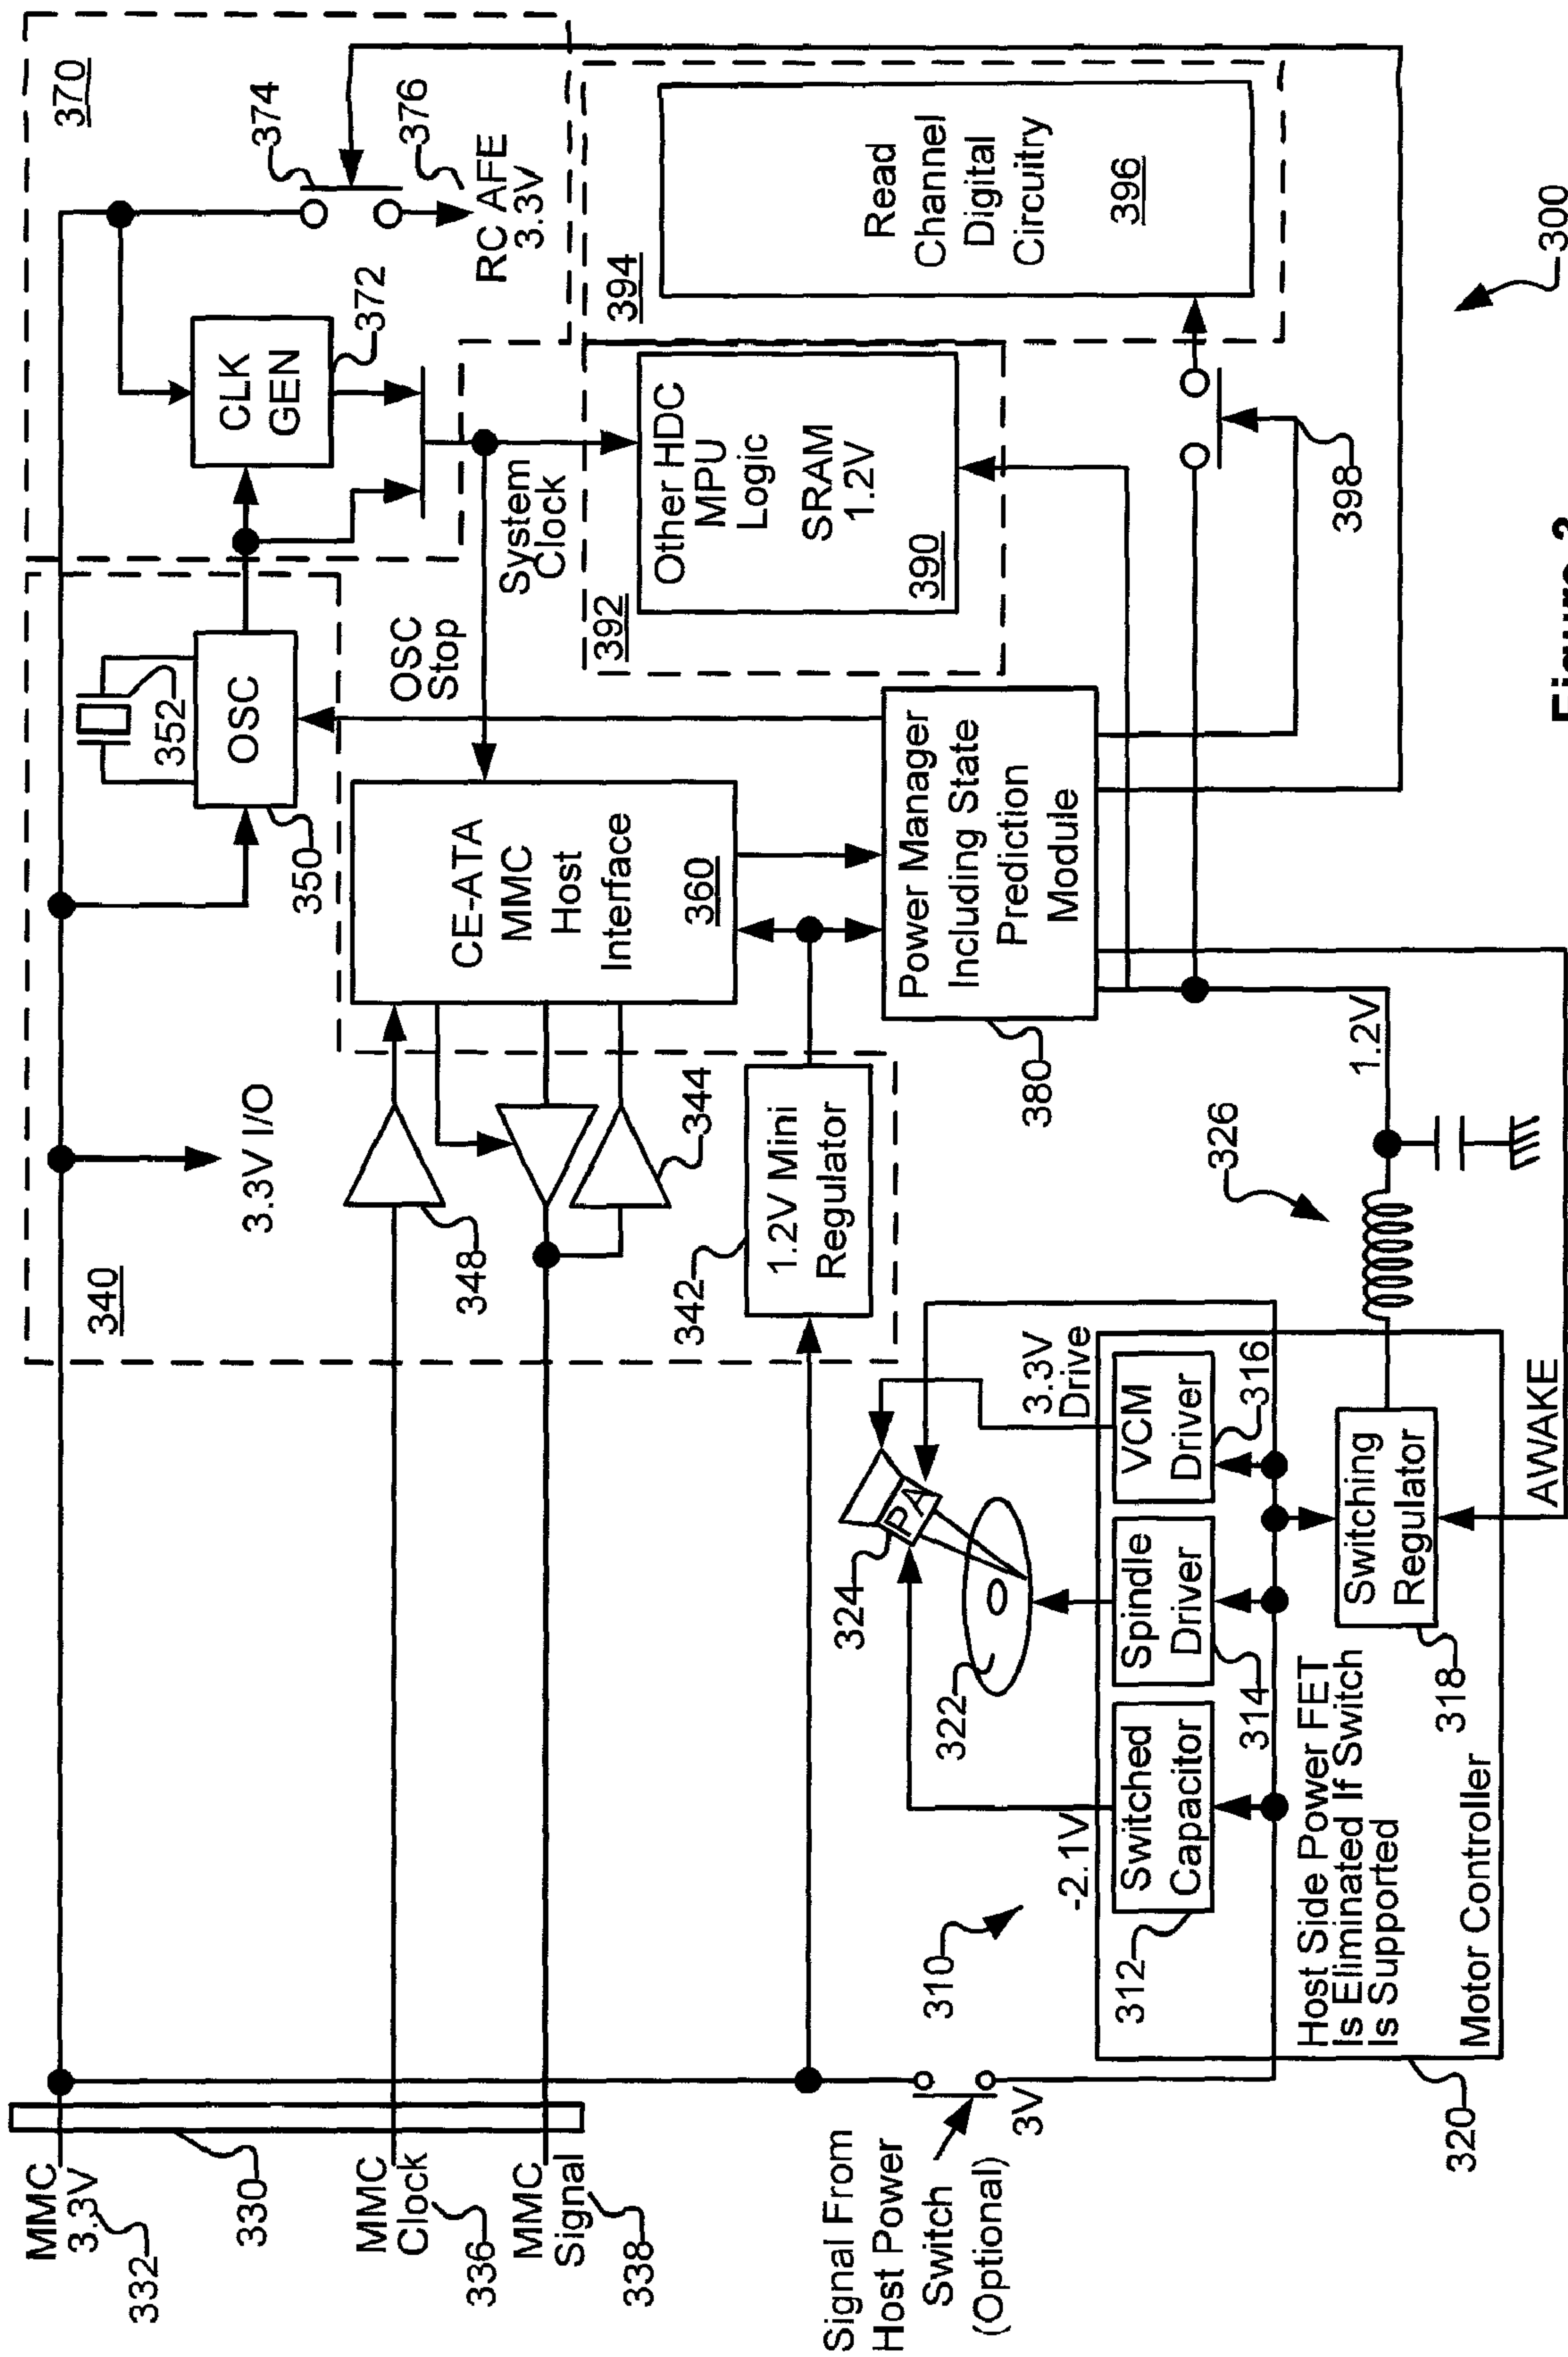 MMC
3.3V
332
330
MMC
Clock
336
MMC
Signal
338
340
3.3V I/O
348
344
342
1.2V Mini
Regulator
350
352
OSC
OSC
Stop
CE-ATA
MMC
Host
Interface
360
370
CLK
GEN
372
374
376
RC AFE
3.3V
System
Clock
392
Other HDC
MPU
Logic
SRAM
1.2V
390
394
Read
Channel
Digital
Circuitry
396
398
Power Manager
Including State
Prediction
Module
380
Signal From
Host Power
Switch
(Optional)
3V
310
-2.1V
322
324
PA
3.3V
Drive
326
1.2V
Switched
Capacitor
312
Spindle
Driver
314
VCM
Driver
316
Host Side Power FET
Is Eliminated If Switch
Is Supported
Switching
Regulator
318
Motor Controller
320
AWAKE
300
Figure